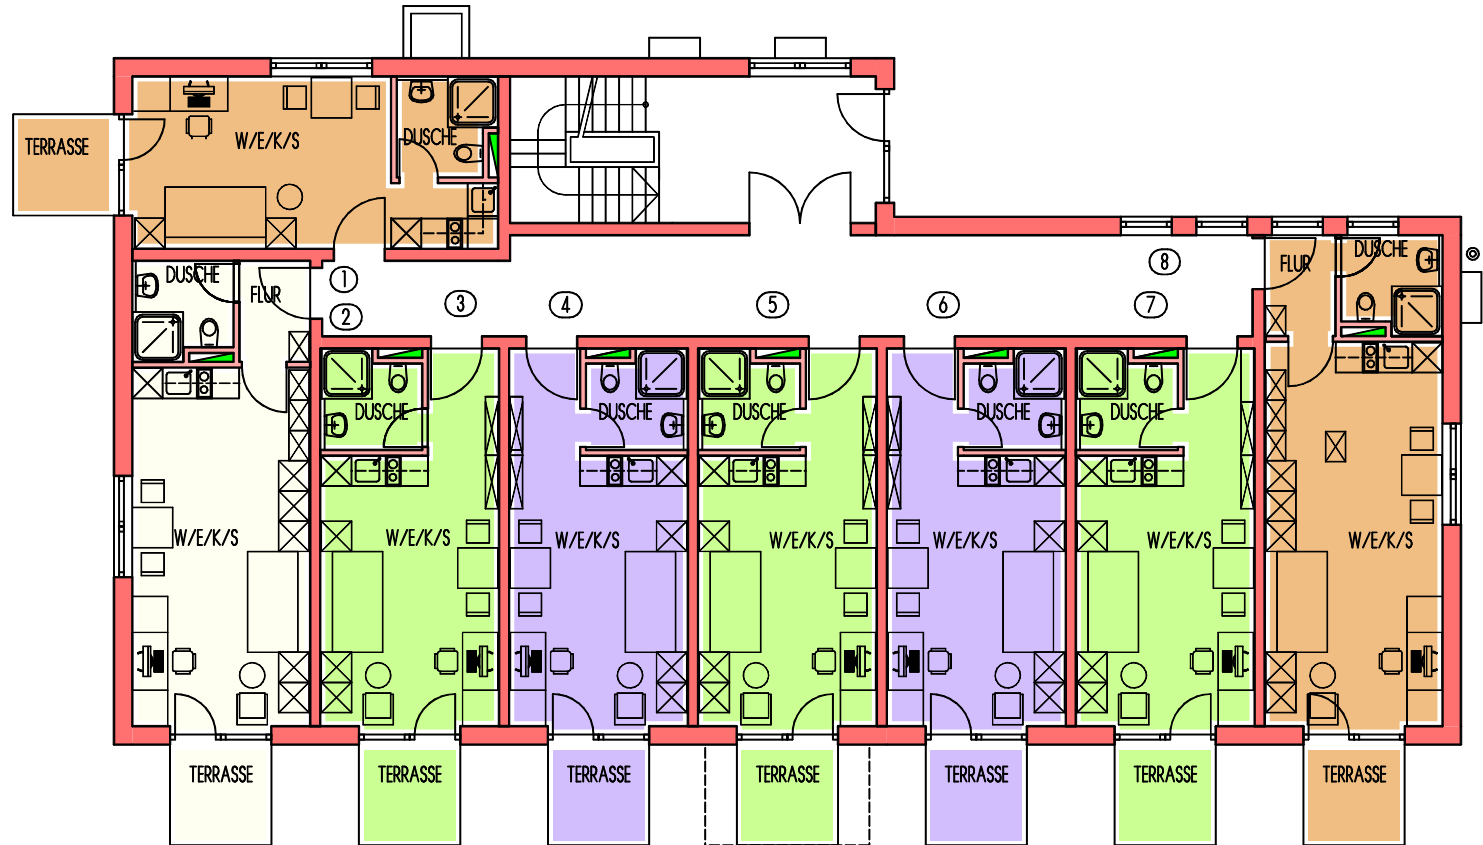 TERRASSE
W/E/K/S
DUSCHE
DUSCHE
FLUR
1
2
3
4
5
6
7
8
FLUR
DUSCHE
DUSCHE
DUSCHE
DUSCHE
DUSCHE
DUSCHE
W/E/K/S
W/E/K/S
W/E/K/S
W/E/K/S
W/E/K/S
W/E/K/S
W/E/K/S
TERRASSE
TERRASSE
TERRASSE
TERRASSE
TERRASSE
TERRASSE
TERRASSE